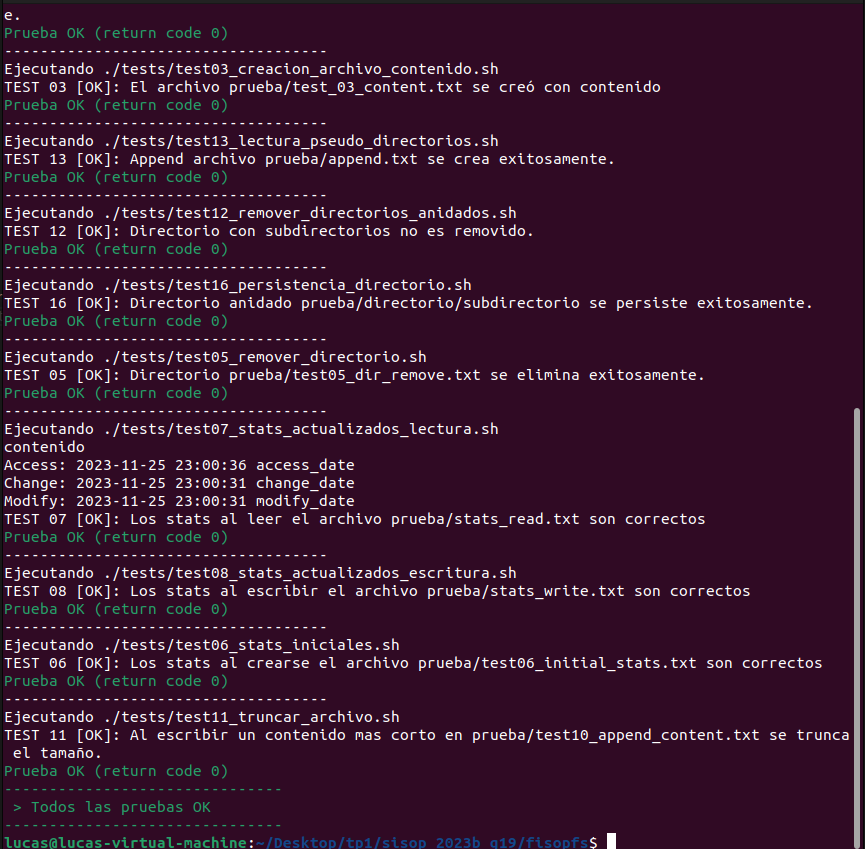 e.
Prueba OK (return code 0)
------------------------------------
Ejecutando ./tests/test03_creacion_archivo_contenido.sh
TEST 03 [OK]: El archivo prueba/test_03_content.txt se creó con contenido
Prueba OK (return code 0)
------------------------------------
Ejecutando ./tests/test13_lectura_pseudo_directorios.sh
TEST 13 [OK]: Append archivo prueba/append.txt se crea exitosamente.
Prueba OK (return code 0)
------------------------------------
Ejecutando ./tests/test12_remover_directorios_anidados.sh
TEST 12 [OK]: Directorio con subdirectorios no es removido.
Prueba OK (return code 0)
------------------------------------
Ejecutando ./tests/test16_persistencia_directorio.sh
TEST 16 [OK]: Directorio anidado prueba/directorio/subdirectorio se persiste exitosamente.
Prueba OK (return code 0)
------------------------------------
Ejecutando ./tests/test05_remover_directorio.sh
TEST 05 [OK]: Directorio prueba/test05_dir_remove.txt se elimina exitosamente.
Prueba OK (return code 0)
------------------------------------
Ejecutando ./tests/test07_stats_actualizados_lectura.sh
contenido
Access: 2023-11-25 23:00:36 access_date
Change: 2023-11-25 23:00:31 change_date
Modify: 2023-11-25 23:00:31 modify_date
TEST 07 [OK]: Los stats al leer el archivo prueba/stats_read.txt son correctos
Prueba OK (return code 0)
------------------------------------
Ejecutando ./tests/test08_stats_actualizados_escritura.sh
TEST 08 [OK]: Los stats al escribir el archivo prueba/stats_write.txt son correctos
Prueba OK (return code 0)
------------------------------------
Ejecutando ./tests/test06_stats_iniciales.sh
TEST 06 [OK]: Los stats al crearse el archivo prueba/test06_initial_stats.txt son correctos
Prueba OK (return code 0)
------------------------------------
Ejecutando ./tests/test11_truncar_archivo.sh
TEST 11 [OK]: Al escribir un contenido mas corto en prueba/test10_append_content.txt se trunca
 el tamaño.
Prueba OK (return code 0)
-------------------------------
 > Todos las pruebas OK
-------------------------------
lucas@lucas-virtual-machine:~/Desktop/tp1/sisop_2023b_g19/fisopfs$